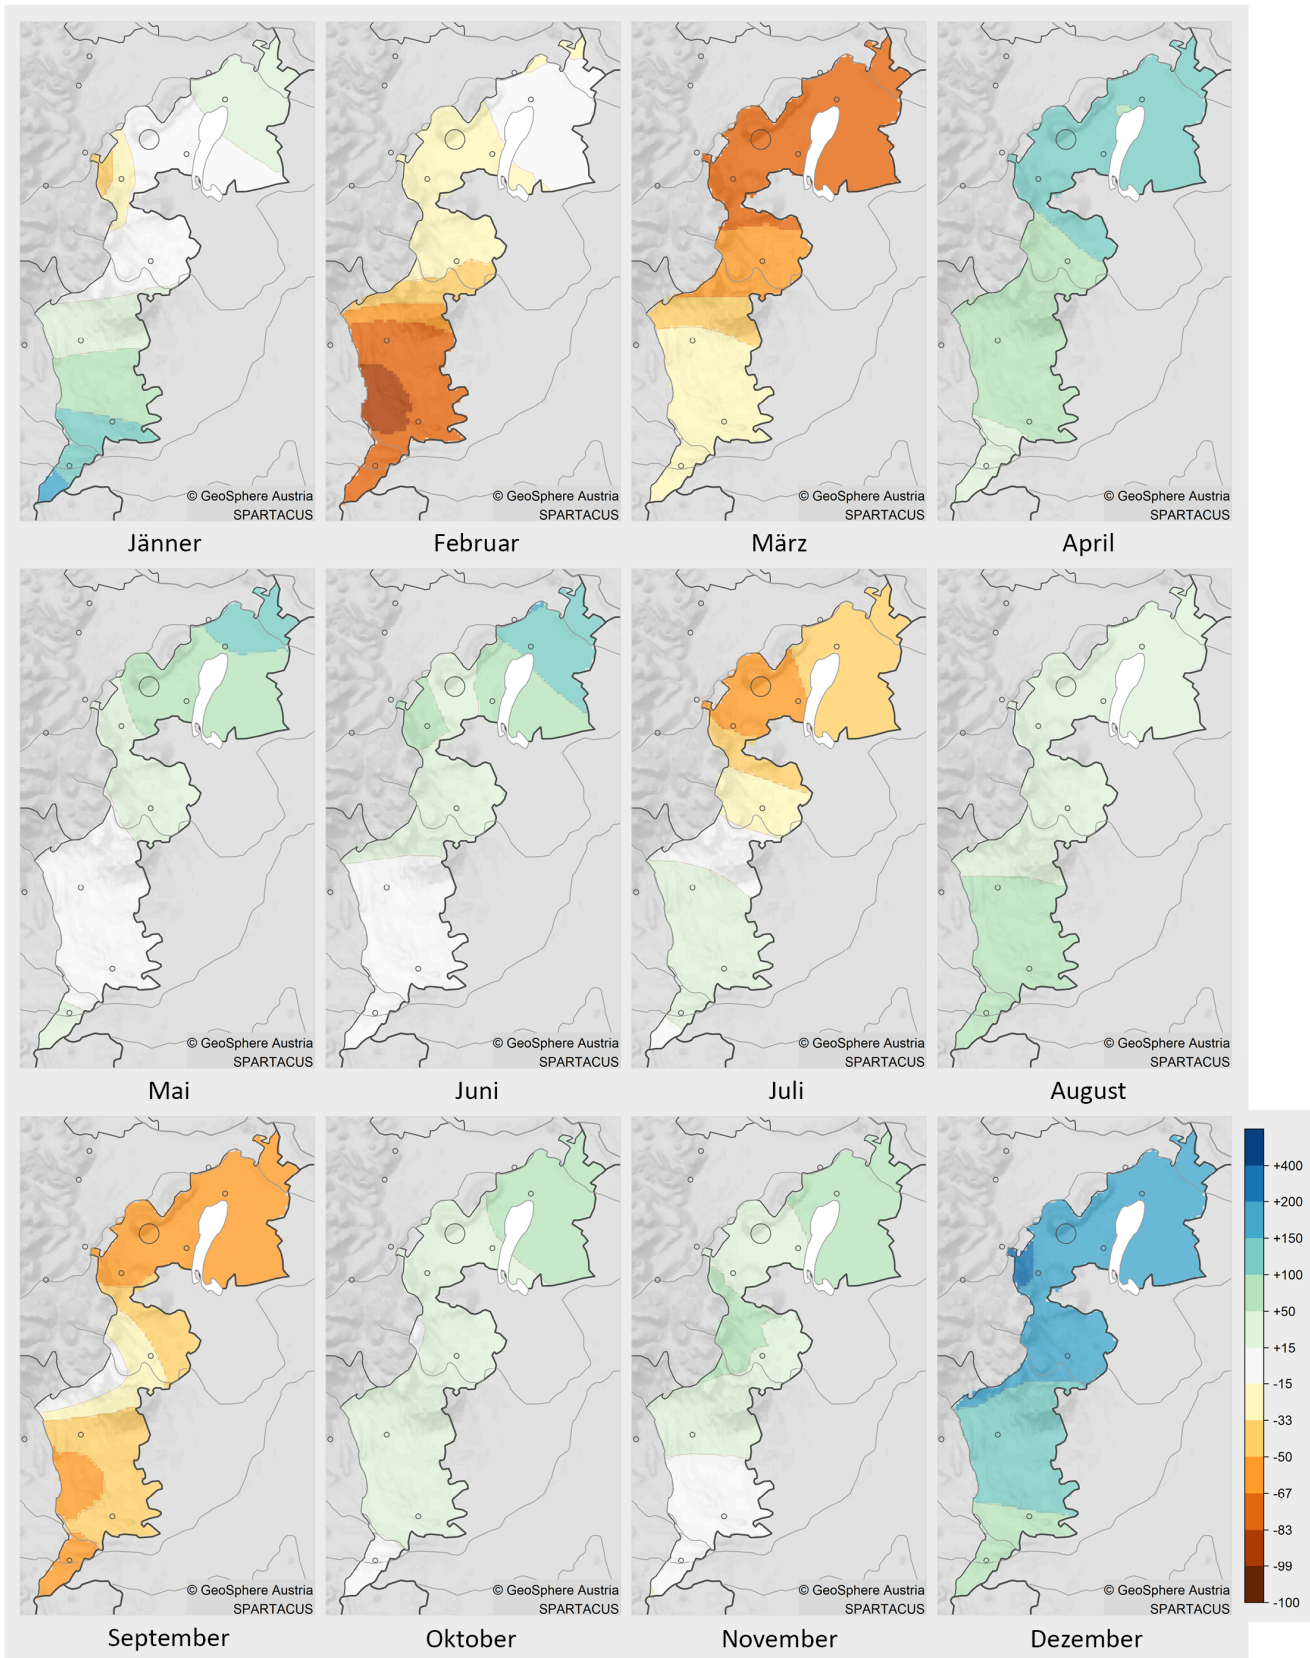 © GeoSphere Austria © GeoSphere Austria © GeoSphere Austria © GeoSphere Austria
SPARTACUS SPARTACUS SPARTACUS SPARTACUS
Jänner Februar März April
© GeoSphere Austria © GeoSphere Austria © GeoSphere Austria © GeoSphere Austria
SPARTACUS SPARTACUS SPARTACUS SPARTACUS
Mai Juni Juli August
+400
+200
+150
+100
+50
+15
-15
-33
-50
-67
-83
-99
-100
© GeoSphere Austria © GeoSphere Austria © GeoSphere Austria © GeoSphere Austria
SPARTACUS SPARTACUS SPARTACUS SPARTACUS
September Oktober November Dezember